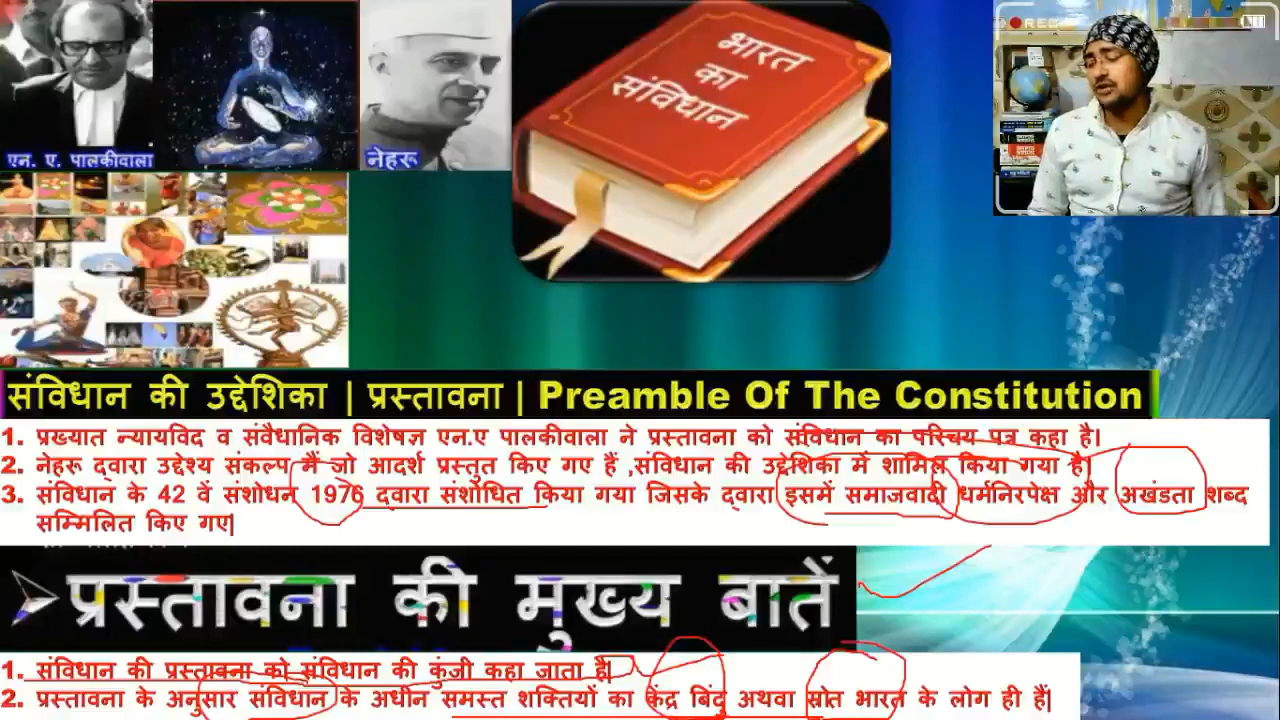 एन. ए. पालकीवाला
नेहरू
भारत
का
संविधान
REC
संविधान की उद्देशिका | प्रस्तावना | Preamble Of The Constitution
1. प्रख्यात न्यायविद व संवैधानिक विशेषज्ञ एन.ए पालकीवाला ने प्रस्तावना को संविधान का परिचय पत्र कहा है।
2. नेहरू द्वारा उद्देश्य संकल्प मैं जो आदर्श प्रस्तुत किए गए हैं ,संविधान की उद्देशिका में शामिल किया गया है|
3. संविधान के 42 वें संशोधन 1976 द्वारा संशोधित किया गया जिसके द्वारा इसमें समाजवादी धर्मनिरपेक्ष और अखंडता शब्द
सम्मिलित किए गए|
प्रस्तावना की मुख्य बातें
1. संविधान की प्रस्तावना को संविधान की कुंजी कहा जाता है|
2. प्रस्तावना के अनुसार संविधान के अधीन समस्त शक्तियों का केंद्र बिंदु अथवा स्रोत भारत के लोग ही हैं|